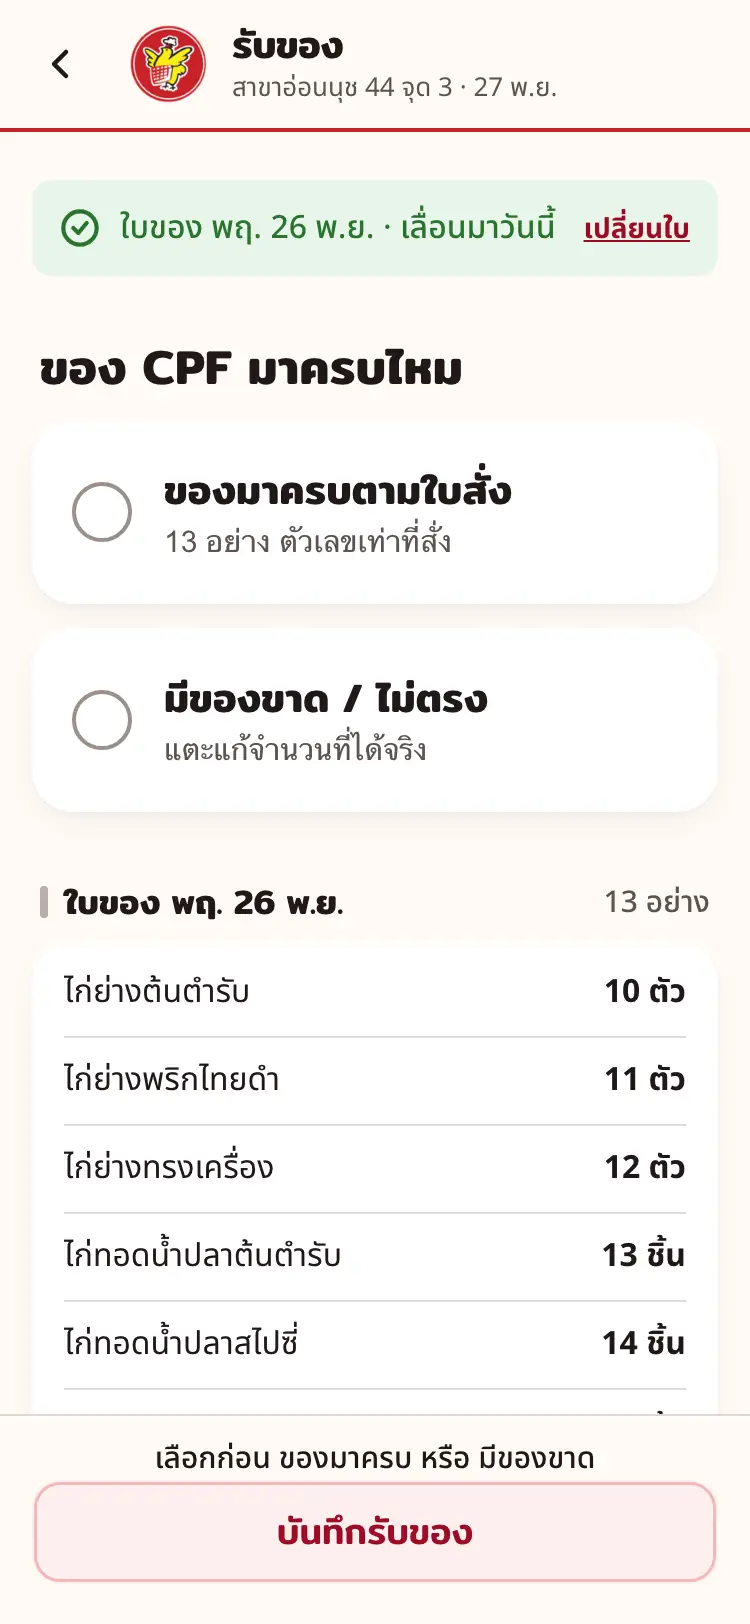 รับของ
สาขาอ่อนนุช 44 จุด 3 · 27 พ.ย.
ใบของ พฤ. 26 พ.ย. · เลื่อนมาวันนี้ เปลี่ยนใบ
ของ CPF มาครบไหม
ของมาครบตามใบสั่ง
13 อย่าง ตัวเลขเท่าที่สั่ง
มีของขาด / ไม่ตรง
แตะแก้จำนวนที่ได้จริง
ใบของ พฤ. 26 พ.ย. 13 อย่าง
ไก่ย่างต้นตำรับ 10 ตัว
ไก่ย่างพริกไทยดำ 11 ตัว
ไก่ย่างทรงเครื่อง 12 ตัว
ไก่ทอดน้ำปลาต้นตำรับ 13 ชิ้น
ไก่ทอดน้ำปลาสไปซี่ 14 ชิ้น
เลือกก่อน ของมาครบ หรือ มีของขาด
บันทึกรับของ